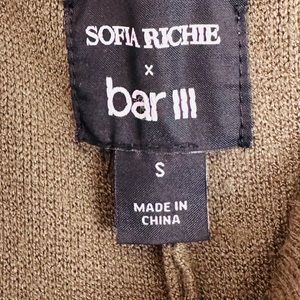 SOFIA RICHIE
x
bar III
S
MADE IN
CHINA